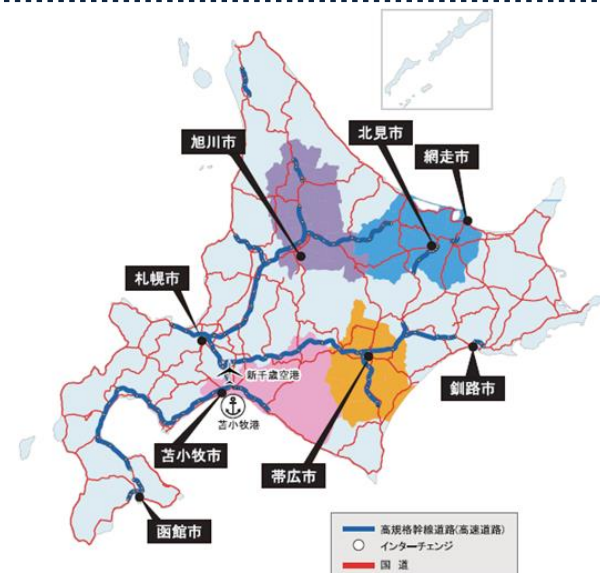 旭川市
北見市
網走市
札幌市
新千歳空港
釧路市
苫小牧港
苫小牧市
帯広市
函館市
高規格幹線道路(高速道路)
インターチェンジ
国 道